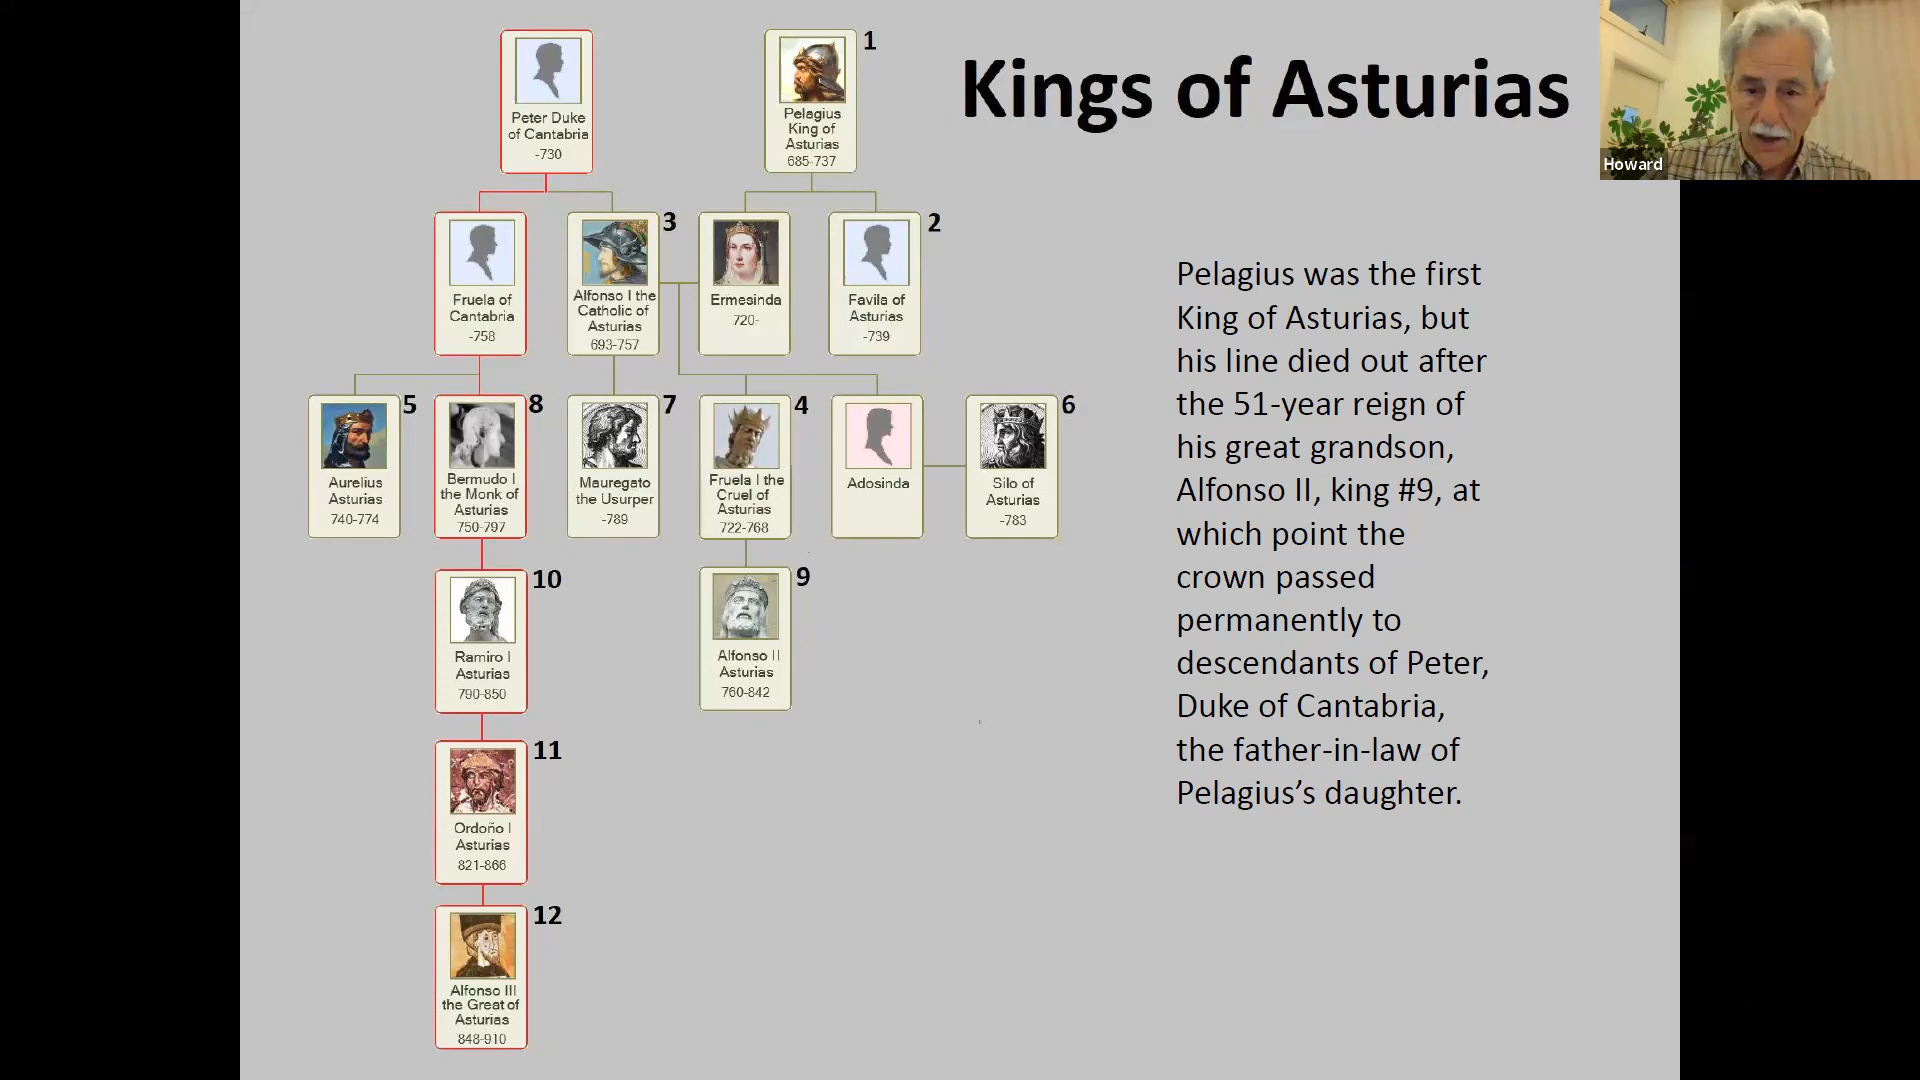 Kings of Asturias
Howard
Peter Duke
of Cantabria
-730
1
Pelagius
King of
Asturias
685-737
Fruela of
Cantabria
-758
3
Alfonso I the
Catholic of
Asturias
693-757
Ermesinda
720-
2
Favila of
Asturias
-739
5
Aurelius
Asturias
740-774
8
Bermudo I
the Monk of
Asturias
750-797
7
Mauregato
the Usurper
-789
4
Fruela I the
Cruel of
Asturias
722-768
Adosinda
6
Silo of
Asturias
-783
10
Ramiro I
Asturias
790-850
9
Alfonso II
Asturias
760-842
11
Ordoño I
Asturias
821-866
12
Alfonso III
the Great of
Asturias
848-910
Pelagius was the first
King of Asturias, but
his line died out after
the 51-year reign of
his great grandson,
Alfonso II, king #9, at
which point the
crown passed
permanently to
descendants of Peter,
Duke of Cantabria,
the father-in-law of
Pelagius’s daughter.